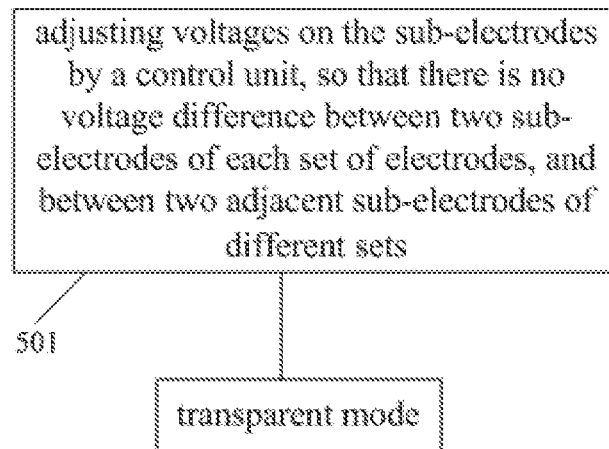 adjusting voltages on the sub-electrodes
by a control unit, so that there is no
voltage difference between two sub-
electrodes of each set of electrodes, and
between two adjacent sub-electrodes of
different sets
501
transparent mode